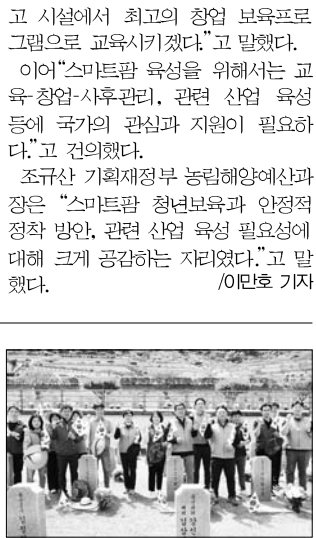 고 시설에서 최고의 창업 보육프로
그램으로 교육시키겠다."고 말했다.
이어 "스마트팜 육성을 위해서는 교
육-창업-사후관리, 관련 산업 육성
등에 국가의 관심과 지원이 필요하
다."고 건의했다.
조규산 기획재정부 농림해양예산과
장은 "스마트팜 청년보육과 안정적
정착 방안, 관련 산업 육성 필요성에
대해 크게 공감하는 자리였다."고 말
했다. /이만호 기자